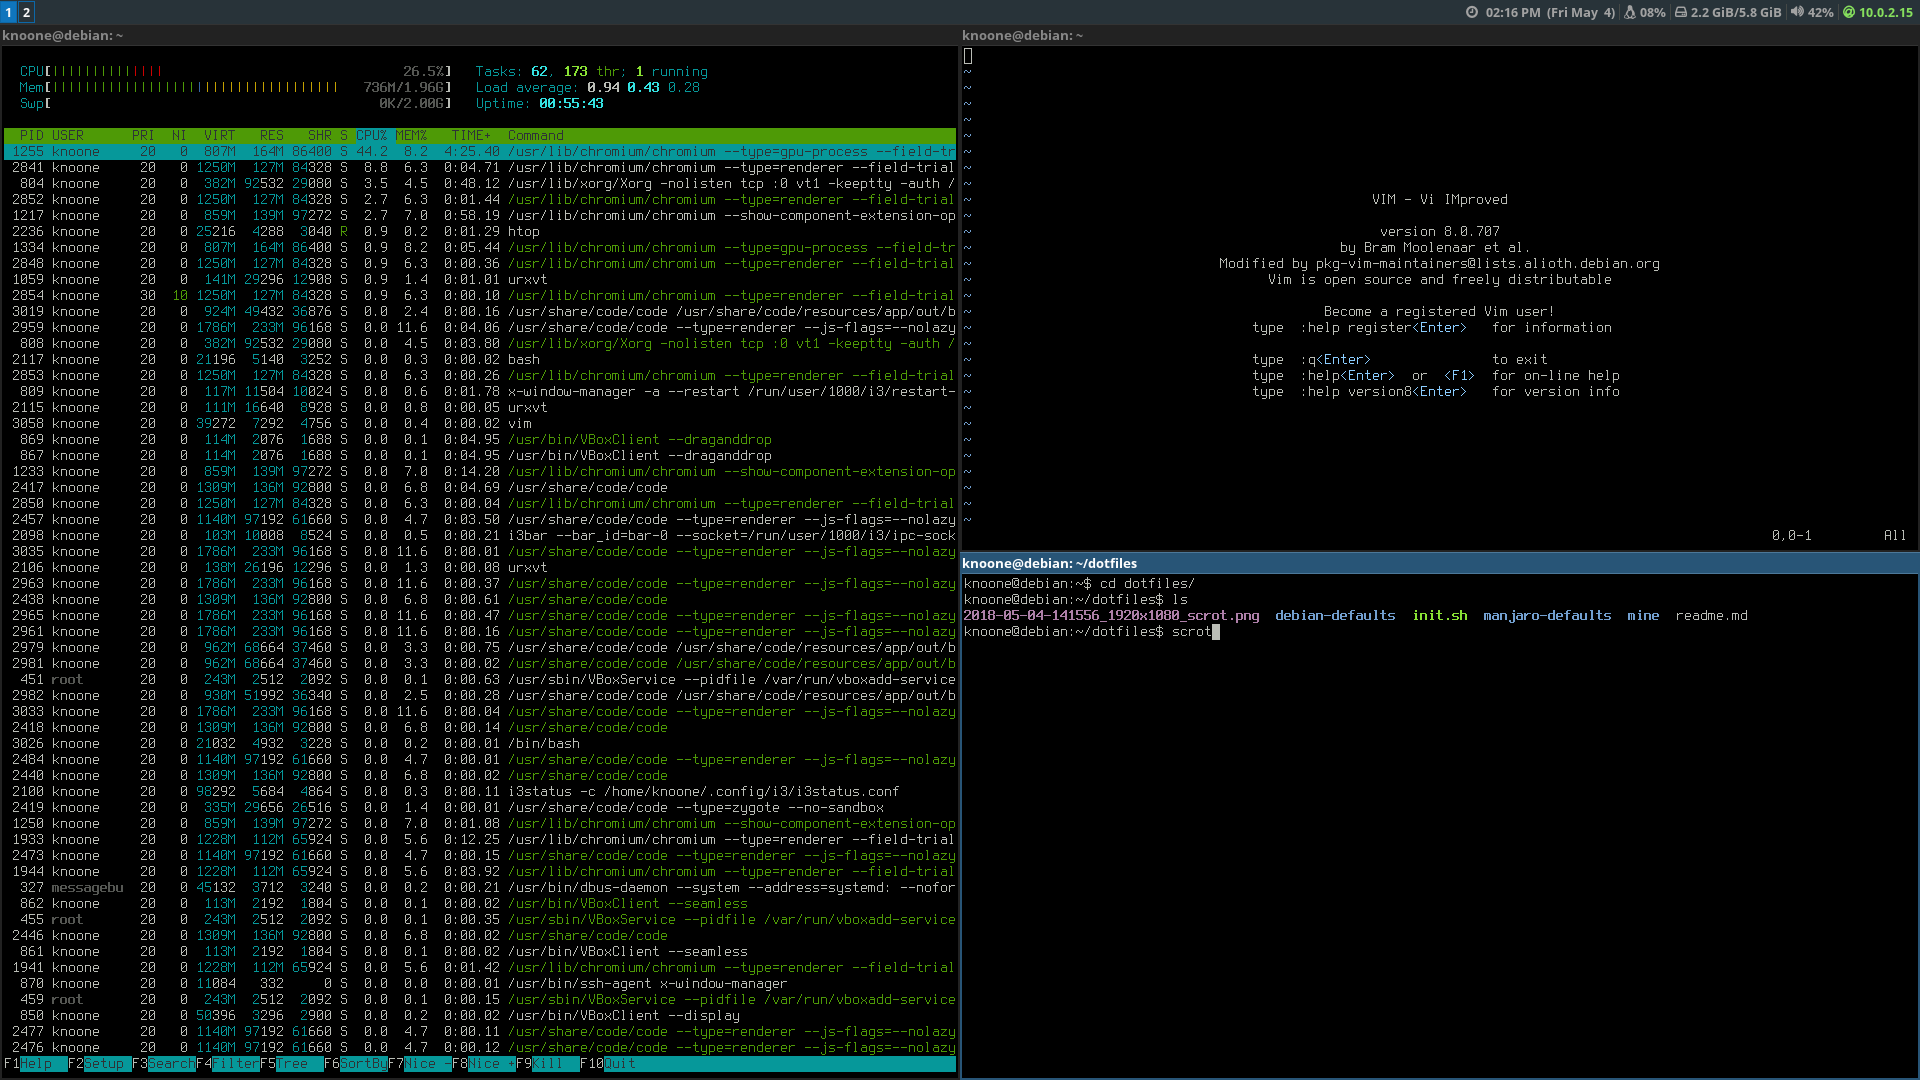 1 2
02:16 PM (Fri May 4) 08% 2.2 GiB/5.8 GiB 42% 10.0.2.15
knoone@debian: ~
CPU[|||||||||||||| 26.5%] Tasks: 62, 173 thr; 1 running
Mem[||||||||||||||||||||||||||||||||||||736M/1.96G] Load average: 0.94 0.43 0.28
Swp[ 0K/2.00G] Uptime: 00:55:43
PID USER PRI NI VIRT RES SHR S CPU% MEM% TIME+ Command
1255 knoone 20 0 807M 164M 86400 S 44.2 8.2 4:25.40 /usr/lib/chromium/chromium --type=gpu-process --field-tr
2841 knoone 20 0 1250M 127M 84328 S 8.8 6.3 0:04.71 /usr/lib/chromium/chromium --type=renderer --field-trial
804 knoone 20 0 382M 92532 29080 S 3.5 4.5 0:48.12 /usr/lib/xorg/Xorg -nolisten tcp :0 vt1 -keeptty -auth /
2852 knoone 20 0 1250M 127M 84328 S 2.7 6.3 0:01.44 /usr/lib/chromium/chromium --type=renderer --field-trial
1217 knoone 20 0 859M 139M 97272 S 2.7 7.0 0:58.19 /usr/lib/chromium/chromium --show-component-extension-op
2236 knoone 20 0 25216 4288 3040 R 0.9 0.2 0:01.29 htop
1334 knoone 20 0 807M 164M 86400 S 0.9 8.2 0:05.44 /usr/lib/chromium/chromium --type=gpu-process --field-tr
2848 knoone 20 0 1250M 127M 84328 S 0.9 6.3 0:00.36 /usr/lib/chromium/chromium --type=renderer --field-trial
1059 knoone 20 0 141M 29296 12908 S 0.9 1.4 0:01.01 urxvt
2854 knoone 30 10 1250M 127M 84328 S 0.9 6.3 0:00.10 /usr/lib/chromium/chromium --type=renderer --field-trial
3019 knoone 20 0 924M 49432 36876 S 0.0 2.4 0:00.16 /usr/share/code/code /usr/share/code/resources/app/out/b
2959 knoone 20 0 1786M 233M 96168 S 0.0 11.6 0:04.06 /usr/share/code/code --type=renderer --js-flags=--nolazy
808 knoone 20 0 382M 92532 29080 S 0.0 4.5 0:03.80 /usr/lib/xorg/Xorg -nolisten tcp :0 vt1 -keeptty -auth /
2117 knoone 20 0 21196 5140 3252 S 0.0 0.3 0:00.02 bash
2853 knoone 20 0 1250M 127M 84328 S 0.0 6.3 0:00.26 /usr/lib/chromium/chromium --type=renderer --field-trial
809 knoone 20 0 117M 11504 10024 S 0.0 0.6 0:01.78 x-window-manager -a --restart /run/user/1000/i3/restart-
2115 knoone 20 0 111M 16640 8928 S 0.0 0.8 0:00.05 urxvt
3058 knoone 20 0 39272 7292 4756 S 0.0 0.4 0:00.02 vim
869 knoone 20 0 114M 2076 1688 S 0.0 0.1 0:04.95 /usr/bin/VBoxClient --draganddrop
867 knoone 20 0 114M 2076 1688 S 0.0 0.1 0:04.95 /usr/bin/VBoxClient --draganddrop
1233 knoone 20 0 859M 139M 97272 S 0.0 7.0 0:14.20 /usr/lib/chromium/chromium --show-component-extension-op
2417 knoone 20 0 1309M 136M 92800 S 0.0 6.8 0:04.69 /usr/share/code/code
2850 knoone 20 0 1250M 127M 84328 S 0.0 6.3 0:00.04 /usr/lib/chromium/chromium --type=renderer --field-trial
2457 knoone 20 0 1140M 97192 61660 S 0.0 4.7 0:03.50 /usr/share/code/code --type=renderer --js-flags=--nolazy
2098 knoone 20 0 103M 10008 8524 S 0.0 0.5 0:00.21 i3bar --bar_id=bar-0 --socket=/run/user/1000/i3/ipc-sock
3035 knoone 20 0 1786M 233M 96168 S 0.0 11.6 0:00.01 /usr/share/code/code --type=renderer --js-flags=--nolazy
2106 knoone 20 0 138M 26196 12296 S 0.0 1.3 0:00.08 urxvt
2963 knoone 20 0 1786M 233M 96168 S 0.0 11.6 0:00.37 /usr/share/code/code --type=renderer --js-flags=--nolazy
2438 knoone 20 0 1309M 136M 92800 S 0.0 6.8 0:00.61 /usr/share/code/code
2965 knoone 20 0 1786M 233M 96168 S 0.0 11.6 0:00.47 /usr/share/code/code --type=renderer --js-flags=--nolazy
2961 knoone 20 0 1786M 233M 96168 S 0.0 11.6 0:00.16 /usr/share/code/code --type=renderer --js-flags=--nolazy
2979 knoone 20 0 962M 68664 37460 S 0.0 3.3 0:00.75 /usr/share/code/code /usr/share/code/resources/app/out/b
2981 knoone 20 0 962M 68664 37460 S 0.0 3.3 0:00.02 /usr/share/code/code /usr/share/code/resources/app/out/b
451 root 20 0 243M 2512 2092 S 0.0 0.1 0:00.63 /usr/sbin/VBoxService --pidfile /var/run/vboxadd-service
2982 knoone 20 0 930M 51992 36340 S 0.0 2.5 0:00.28 /usr/share/code/code /usr/share/code/resources/app/out/b
3033 knoone 20 0 1786M 233M 96168 S 0.0 11.6 0:00.04 /usr/share/code/code --type=renderer --js-flags=--nolazy
2418 knoone 20 0 1309M 136M 92800 S 0.0 6.8 0:00.14 /usr/share/code/code
3026 knoone 20 0 21032 4932 3228 S 0.0 0.2 0:00.01 /bin/bash
2484 knoone 20 0 1140M 97192 61660 S 0.0 4.7 0:00.01 /usr/share/code/code --type=renderer --js-flags=--nolazy
2440 knoone 20 0 1309M 136M 92800 S 0.0 6.8 0:00.02 /usr/share/code/code
2100 knoone 20 0 98292 5684 4864 S 0.0 0.3 0:00.11 i3status -c /home/knoone/.config/i3/i3status.conf
2419 knoone 20 0 335M 29656 26516 S 0.0 1.4 0:00.01 /usr/share/code/code --type=zygote --no-sandbox
1250 knoone 20 0 859M 139M 97272 S 0.0 7.0 0:01.08 /usr/lib/chromium/chromium --show-component-extension-op
1933 knoone 20 0 1228M 112M 65924 S 0.0 5.6 0:12.25 /usr/lib/chromium/chromium --type=renderer --field-trial
2473 knoone 20 0 1140M 97192 61660 S 0.0 4.7 0:00.15 /usr/share/code/code --type=renderer --js-flags=--nolazy
1944 knoone 20 0 1228M 112M 65924 S 0.0 5.6 0:03.92 /usr/lib/chromium/chromium --type=renderer --field-trial
327 messagebu 20 0 45132 3712 3240 S 0.0 0.2 0:00.21 /usr/bin/dbus-daemon --system --address=systemd: --nofor
862 knoone 20 0 113M 2192 1804 S 0.0 0.1 0:00.02 /usr/bin/VBoxClient --seamless
455 root 20 0 243M 2512 2092 S 0.0 0.1 0:00.35 /usr/sbin/VBoxService --pidfile /var/run/vboxadd-service
2446 knoone 20 0 1309M 136M 92800 S 0.0 6.8 0:00.02 /usr/share/code/code
861 knoone 20 0 113M 2192 1804 S 0.0 0.1 0:00.02 /usr/bin/VBoxClient --seamless
1941 knoone 20 0 1228M 112M 65924 S 0.0 5.6 0:01.42 /usr/lib/chromium/chromium --type=renderer --field-trial
870 knoone 20 0 11084 332 0 S 0.0 0.0 0:00.01 /usr/bin/ssh-agent x-window-manager
459 root 20 0 243M 2512 2092 S 0.0 0.1 0:00.15 /usr/sbin/VBoxService --pidfile /var/run/vboxadd-service
850 knoone 20 0 50396 3296 2900 S 0.0 0.2 0:00.02 /usr/bin/VBoxClient --display
2477 knoone 20 0 1140M 97192 61660 S 0.0 4.7 0:00.11 /usr/share/code/code --type=renderer --js-flags=--nolazy
2476 knoone 20 0 1140M 97192 61660 S 0.0 4.7 0:00.12 /usr/share/code/code --type=renderer --js-flags=--nolazy
F1Help F2Setup F3SearchF4FilterF5Tree F6SortByF7Nice -F8Nice +F9Kill F10Quit
knoone@debian: ~
VIM - Vi IMproved
version 8.0.707
by Bram Moolenaar et al.
Modified by pkg-vim-maintainers@lists.alioth.debian.org
Vim is open source and freely distributable
Become a registered Vim user!
type :help register<Enter> for information
type :q<Enter> to exit
type :help<Enter> or <F1> for on-line help
type :help version8<Enter> for version info
0,0-1 All
knoone@debian: ~/dotfiles
knoone@debian:~$ cd dotfiles/
knoone@debian:~/dotfiles$ ls
2018-05-04-141556_1920x1080_scrot.png debian-defaults init.sh manjaro-defaults mine readme.md
knoone@debian:~/dotfiles$ scrot